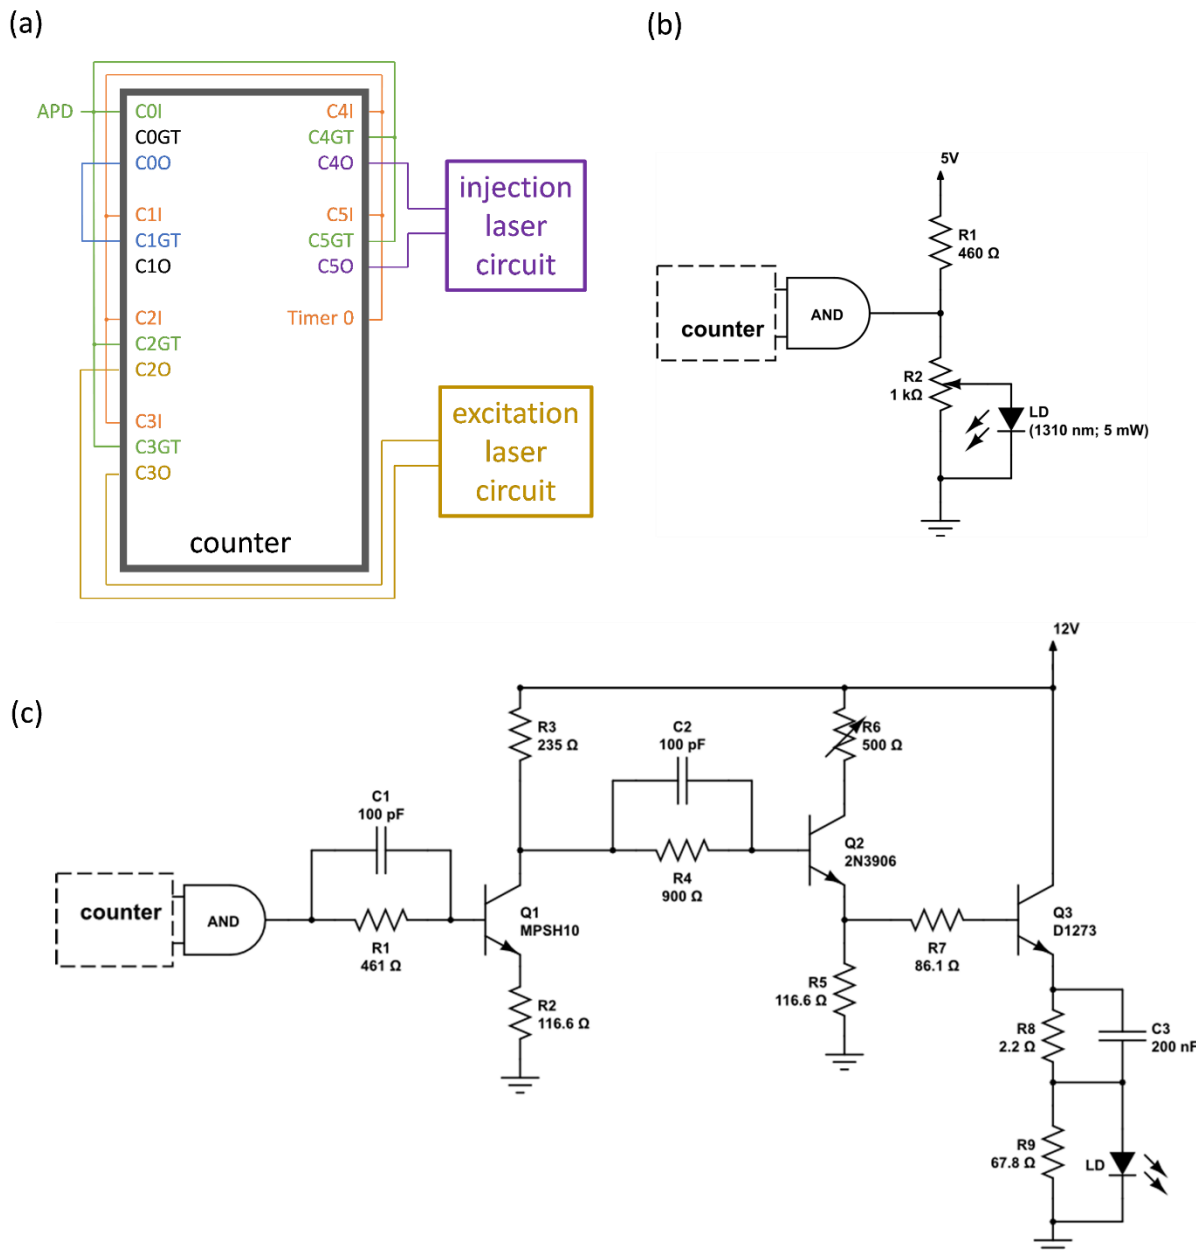 (a)
APD
C0I
C0GT
C0O
C1I
C1GT
C1O
C2I
C2GT
C2O
C3I
C3GT
C3O
C4I
C4GT
C4O
C5I
C5GT
C5O
Timer 0
counter
injection
laser
circuit
excitation
laser
circuit
(b)
5V
R1
460 Ω
counter
AND
R2
1 kΩ
LD
(1310 nm; 5 mW)
(c)
12V
R3
235 Ω
C2
100 pF
R6
500 Ω
C1
100 pF
R4
900 Ω
Q2
2N3906
counter
AND
R1
461 Ω
Q1
MPSH10
R7
86.1 Ω
Q3
D1273
R2
116.6 Ω
R5
116.6 Ω
R8
2.2 Ω
C3
200 nF
R9
67.8 Ω
LD